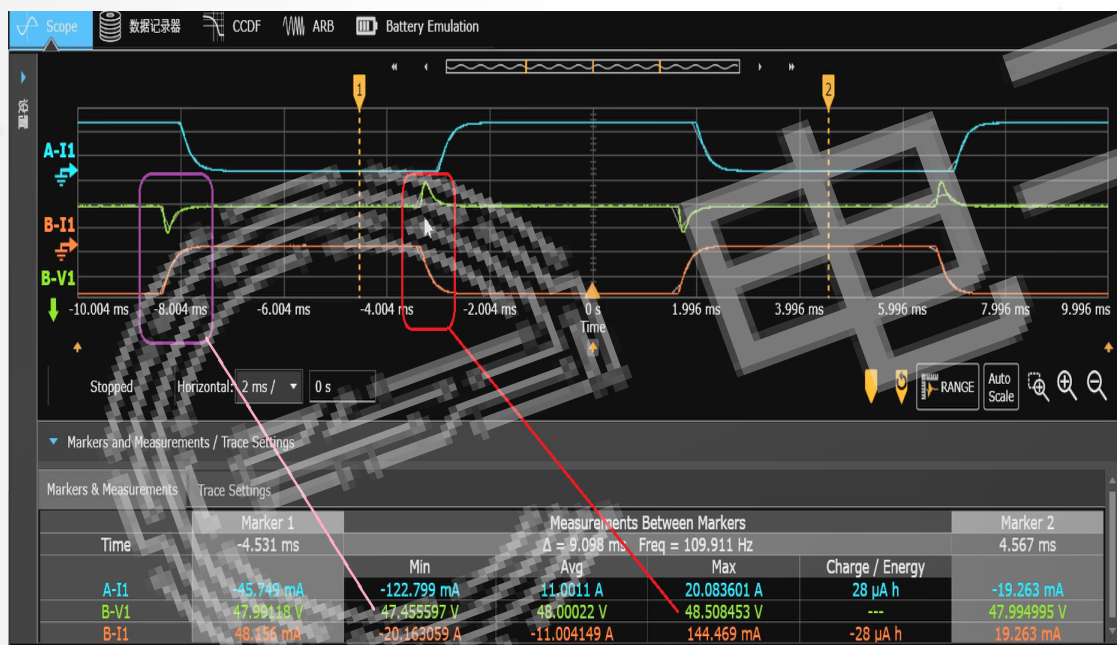 Scope 数据记录器 CCDF ARB Battery Emulation
设置
1 2
A-I1
B-I1
B-V1
-10.004 ms -8.004 ms -6.004 ms -4.004 ms -2.004 ms 0 s 1.996 ms 3.996 ms 5.996 ms 7.996 ms 9.996 ms
Time
Stopped Horizontal: 2 ms / 0 s RANGE Auto Scale
Markers and Measurements / Trace Settings
Markers & Measurements Trace Settings
Marker 1 Measurements Between Markers Marker 2
Time -4.531 ms Δ = 9.098 ms Freq = 109.911 Hz 4.567 ms
Min Avg Max Charge / Energy
A-I1 -45.749 mA -122.799 mA 11.0011 A 20.083601 A 28 µA h -19.263 mA
B-V1 47.99118 V 47.455597 V 48.00022 V 48.508453 V --- 47.994995 V
B-I1 48.156 mA -20.163059 A -11.004149 A 144.469 mA -28 µA h 19.263 mA